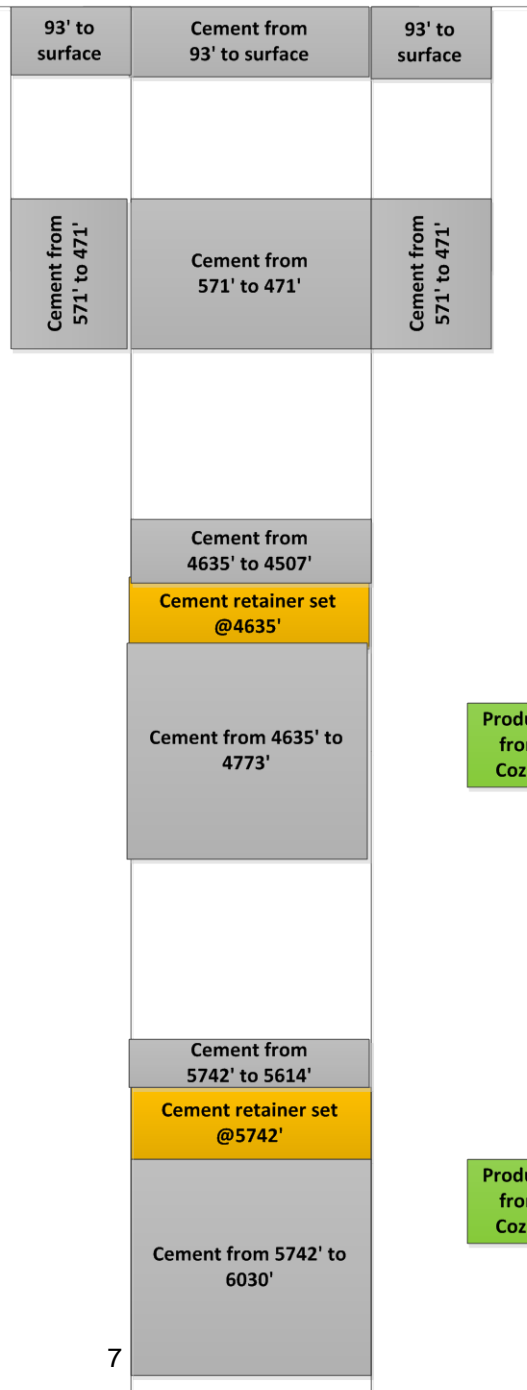 93' to
surface
Cement from
93' to surface
93' to
surface
Cement from
571' to 471'
Cement from
571' to 471'
Cement from
571' to 471'
Cement from
4635' to 4507'
Cement retainer set
@4635'
Cement from 4635' to
4773'
Cement from
5742' to 5614'
Cement retainer set
@5742'
Cement from 5742' to
6030'
7